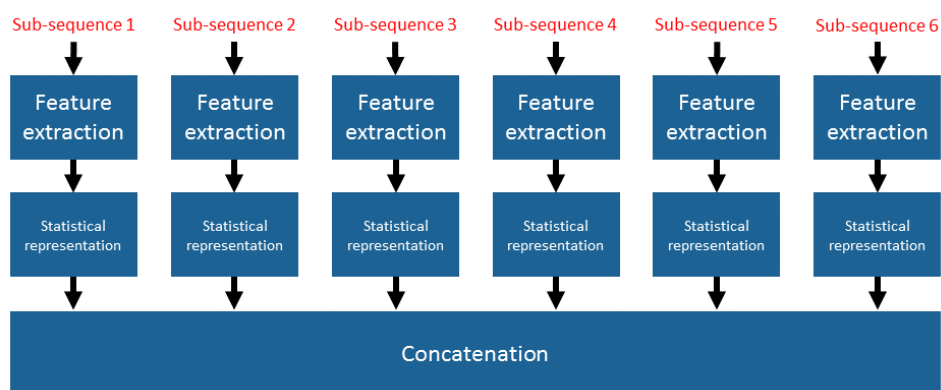 Sub-sequence 1 Sub-sequence 2 Sub-sequence 3 Sub-sequence 4 Sub-sequence 5 Sub-sequence 6
Feature extraction Feature extraction Feature extraction Feature extraction Feature extraction Feature extraction
Statistical representation Statistical representation Statistical representation Statistical representation Statistical representation Statistical representation
Concatenation